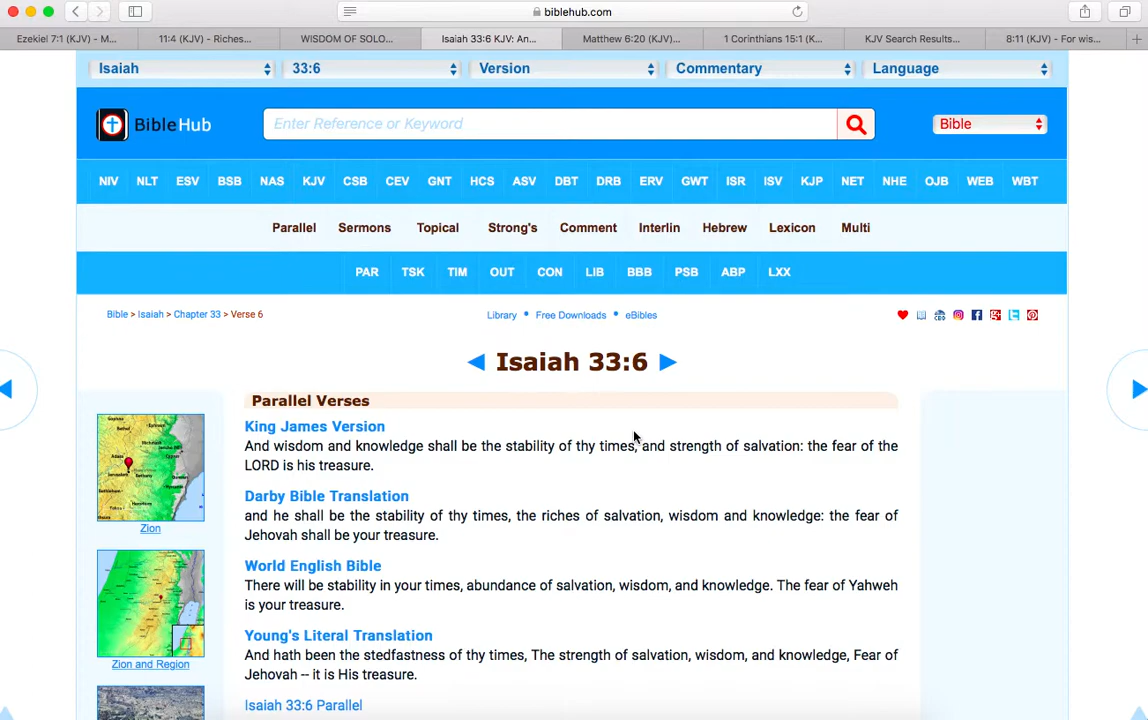 biblehub.com
Ezekiel 7:1 (KJV) - M... 11:4 (KJV) - Riches... WISDOM OF SOLO... Isaiah 33:6 KJV: An... Matthew 6:20 (KJV)... 1 Corinthians 15:1 (K... KJV Search Results... 8:11 (KJV) - For wis...
Isaiah 33:6 Version Commentary Language
BibleHub Enter Reference or Keyword Bible
NIV NLT ESV BSB NAS KJV CSB CEV GNT HCS ASV DBT DRB ERV GWT ISR ISV KJP NET NHE OJB WEB WBT
Parallel Sermons Topical Strong's Comment Interlin Hebrew Lexicon Multi
PAR TSK TIM OUT CON LIB BBB PSB ABP LXX
Bible > Isaiah > Chapter 33 > Verse 6 Library • Free Downloads • eBibles
◄ Isaiah 33:6 ►
Parallel Verses
King James Version
And wisdom and knowledge shall be the stability of thy times, and strength of salvation: the fear of the
LORD is his treasure.
Darby Bible Translation
and he shall be the stability of thy times, the riches of salvation, wisdom and knowledge: the fear of
Jehovah shall be your treasure.
World English Bible
There will be stability in your times, abundance of salvation, wisdom, and knowledge. The fear of Yahweh
is your treasure.
Young's Literal Translation
And hath been the stedfastness of thy times, The strength of salvation, wisdom, and knowledge, Fear of
Jehovah -- it is His treasure.
Isaiah 33:6 Parallel
Zion
Zion and Region